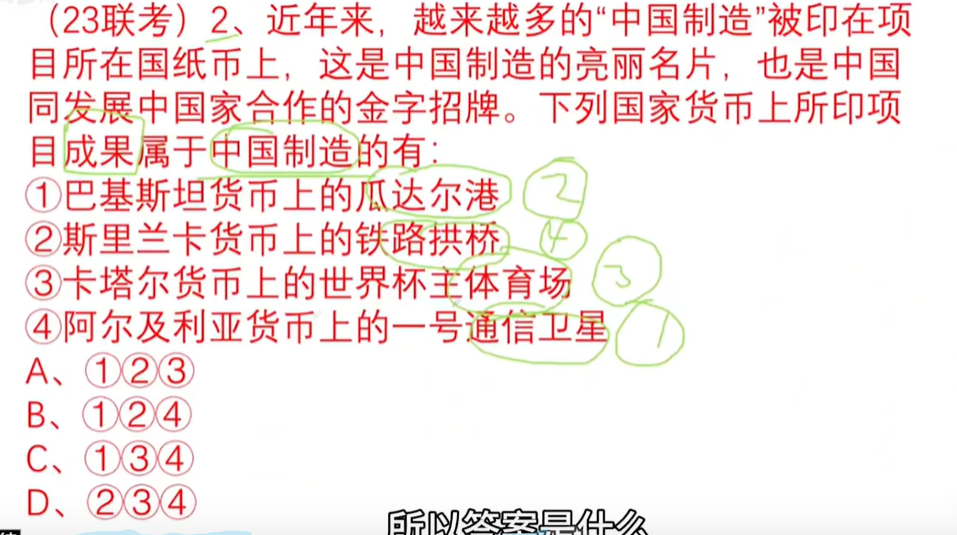 （23联考）2、近年来，越来越多的“中国制造”被印在项
目所在国纸币上，这是中国制造的亮丽名片，也是中国
同发展中国家合作的金字招牌。下列国家货币上所印项
目成果属于中国制造的有：
①巴基斯坦货币上的瓜达尔港 2
②斯里兰卡货币上的铁路拱桥 4
③卡塔尔货币上的世界杯主体育场 3
④阿尔及利亚货币上的一号通信卫星 1
A、①②③
B、①②④
C、①③④
D、②③④
所以答案是什么